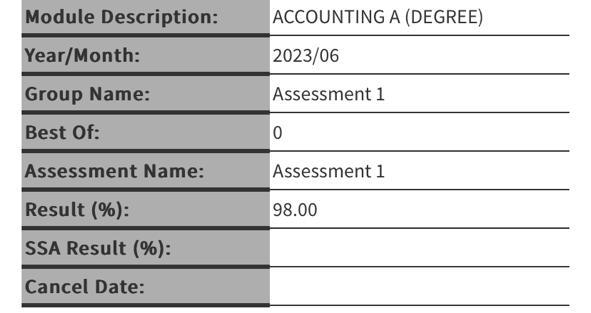 Module Description: ACCOUNTING A (DEGREE)
Year/Month: 2023/06
Group Name: Assessment 1
Best Of: 0
Assessment Name: Assessment 1
Result (%): 98.00
SSA Result (%):
Cancel Date: